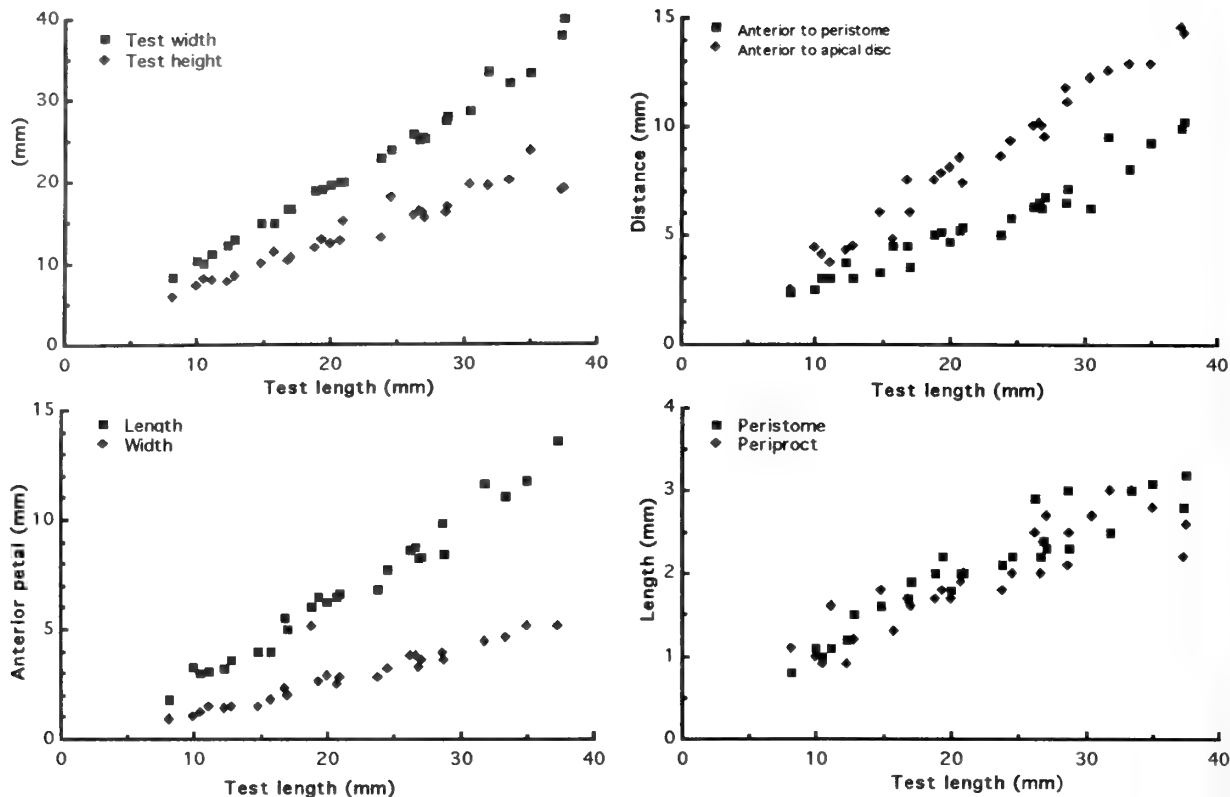 40
30
20
10
0
(mm)
Test width
Test height
0 10 20 30 40
Test length (mm)
15
10
5
0
Distance (mm)
Anterior to peristome
Anterior to apical disc
0 10 20 30 40
Test length (mm)
15
10
5
0
Anterior petal (mm)
Length
Width
0 10 20 30 40
Test length (mm)
4
3
2
1
0
Length (mm)
Peristome
Periproct
0 10 20 30 40
Test length (mm)